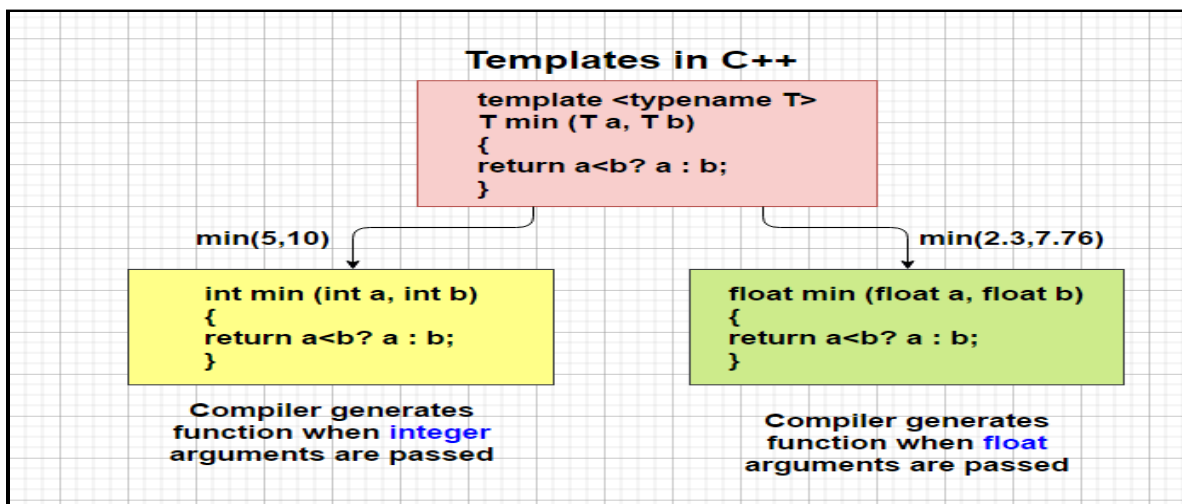 Templates in C++
template <typename T>
T min (T a, T b)
{
return a<b? a : b;
}
min(5,10)
min(2.3,7.76)
int min (int a, int b)
{
return a<b? a : b;
}
float min (float a, float b)
{
return a<b? a : b;
}
Compiler generates
function when integer
arguments are passed
Compiler generates
function when float
arguments are passed